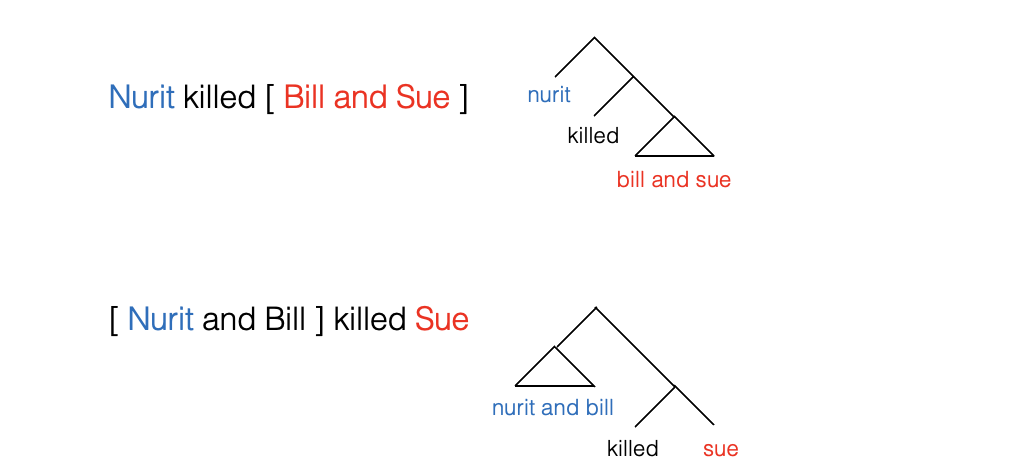 Nurit killed [ Bill and Sue ]
nurit
killed
bill and sue
[ Nurit and Bill ] killed Sue
nurit and bill
killed sue